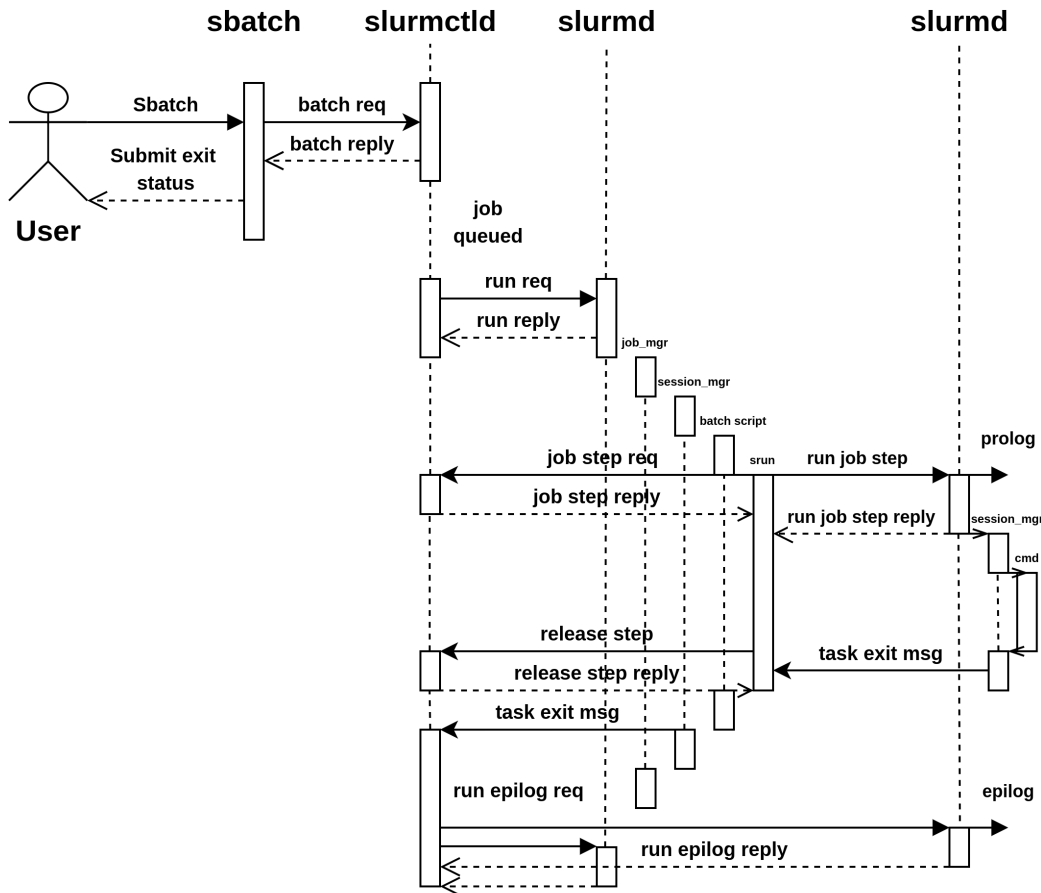 sbatch
slurmctld
slurmd
slurmd
Sbatch
batch req
batch reply
Submit exit
status
User
job
queued
run req
run reply
job_mgr
session_mgr
batch script
prolog
job step req
srun
run job step
job step reply
run job step reply
session_mgr
cmd
release step
task exit msg
release step reply
task exit msg
run epilog req
epilog
run epilog reply